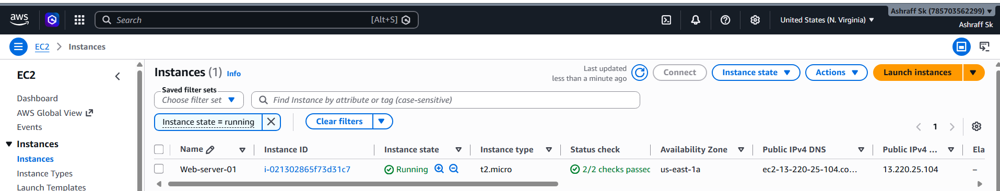 aws
Search [Alt+S]
United States (N. Virginia)
Ashraff Sk (785703562299)
Ashraff Sk
EC2 Instances
EC2
Dashboard
AWS Global View
Events
Instances
Instances
Instance Types
Launch Templates
Instances (1) Info
Last updated
less than a minute ago
Connect
Instance state
Actions
Launch instances
Saved filter sets
Choose filter set
Find Instance by attribute or tag (case-sensitive)
Instance state = running
Clear filters
1
Name Instance ID Instance state Instance type Status check Availability Zone Public IPv4 DNS Public IPv4 ... Ela
Web-server-01 i-021302865f73d31c7 Running t2.micro 2/2 checks passec us-east-1a ec2-13-220-25-104.co... 13.220.25.104 –